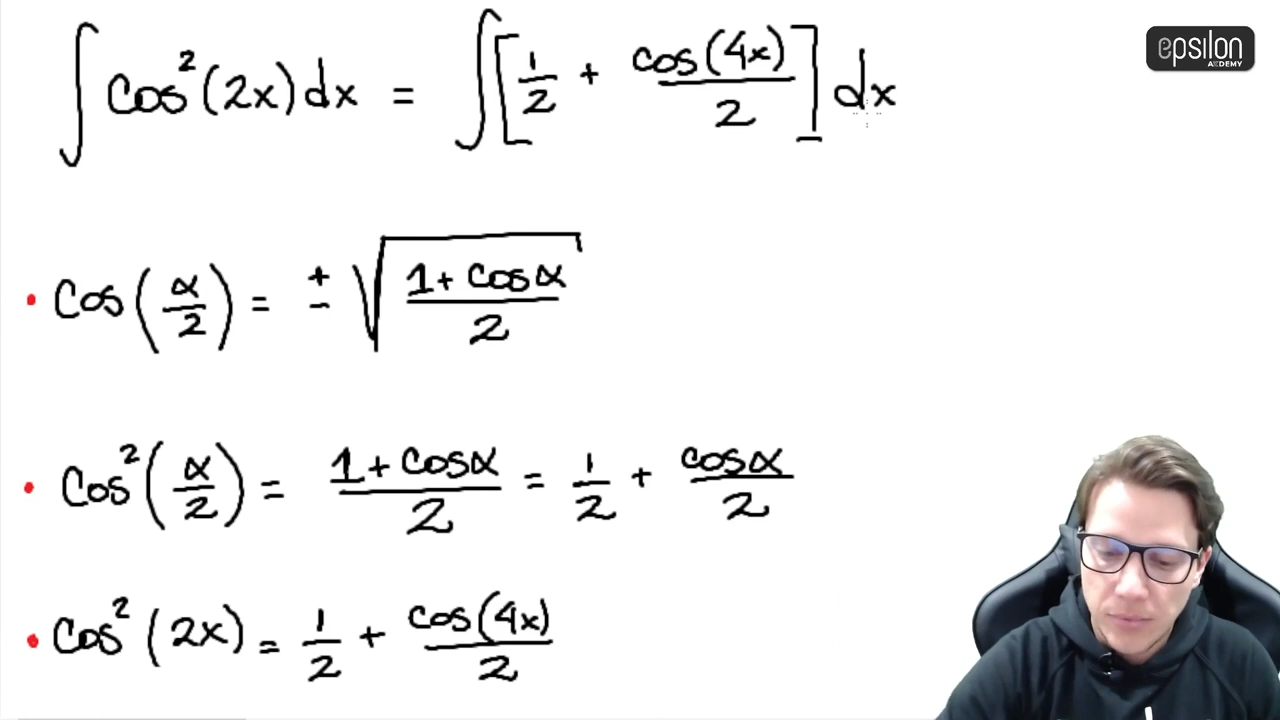 ∫ cos²(2x) dx = ∫ [1/2 + cos(4x)/2] dx
epsilon
AKDEMY
• cos(α/2) = ± √((1 + cosα)/2)
• cos²(α/2) = (1 + cosα)/2 = 1/2 + cosα/2
• cos²(2x) = 1/2 + cos(4x)/2